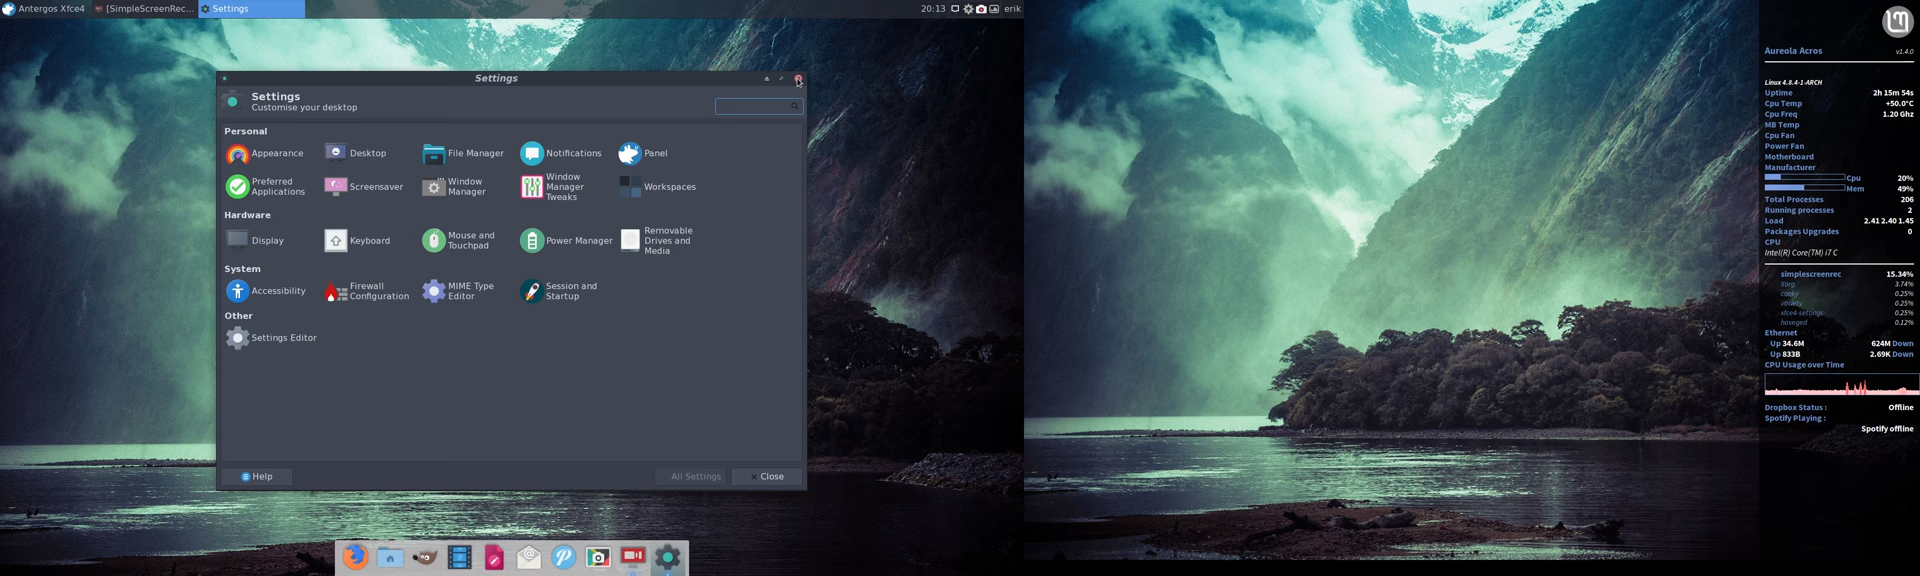 Antergos Xfce4
[SimpleScreenRec...
Settings
20:13
erik
Settings
Settings
Customise your desktop
Personal
Appearance
Desktop
File Manager
Notifications
Panel
Preferred
Applications
Screensaver
Window
Manager
Window
Manager
Tweaks
Workspaces
Hardware
Display
Keyboard
Mouse and
Touchpad
Power Manager
Removable
Drives and
Media
System
Accessibility
Firewall
Configuration
MIME Type
Editor
Session and
Startup
Other
Settings Editor
Help
All Settings
Close
Aureola Acros v1.4.0
Linux 4.8.4-1-ARCH
Uptime 2h 15m 54s
Cpu Temp +50.0°C
Cpu Freq 1.20 Ghz
MB Temp
Cpu Fan
Power Fan
Motherboard
Manufacturer
Cpu 20%
Mem 49%
Total Processes 206
Running processes 2
Load 2.41 2.40 1.45
Packages Upgrades 0
CPU
Intel(R) Core(TM) i7 C
simplescreenrec 15.34%
Xorg 3.74%
conky 0.25%
variety 0.25%
xfce4-settings- 0.25%
haveged 0.12%
Ethernet
Up 34.6M 624M Down
Up 833B 2.69K Down
CPU Usage over Time
Dropbox Status : Offline
Spotify Playing :
Spotify offline